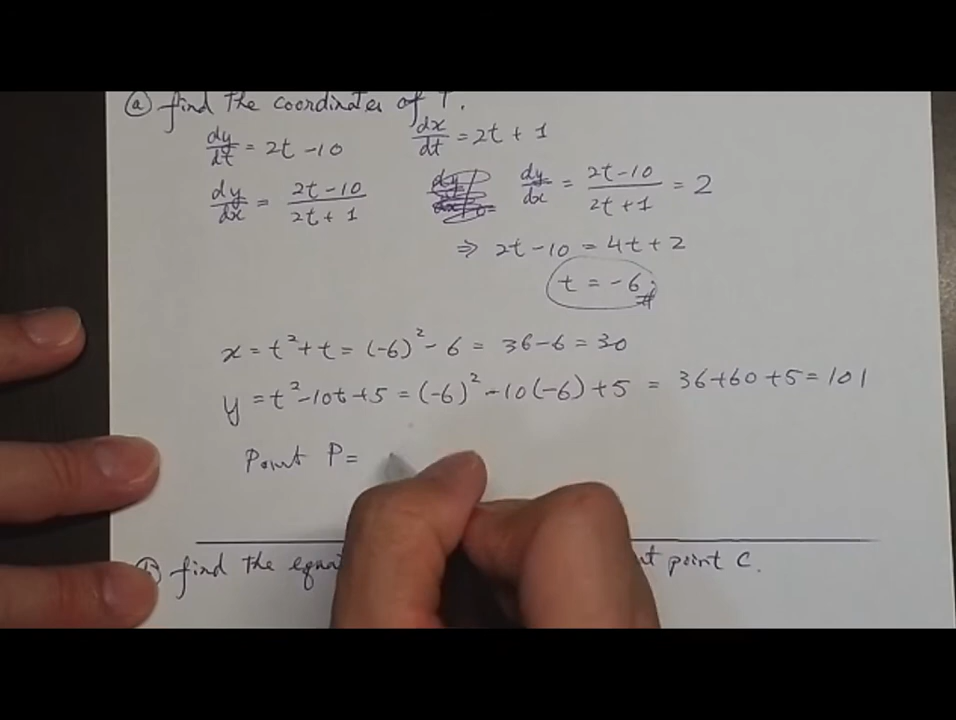 ⓐ find the coordinates of T.
dy/dt = 2t - 10 dx/dt = 2t + 1
dy/dx = 2t - 10 / 2t + 1 dy/dx = 2t - 10 / 2t + 1 = 2
⇒ 2t - 10 = 4t + 2
t = -6 #
x = t² + t = (-6)² - 6 = 36 - 6 = 30
y = t² - 10t + 5 = (-6)² - 10(-6) + 5 = 36 + 60 + 5 = 101
Point P =
ⓑ find the point C.